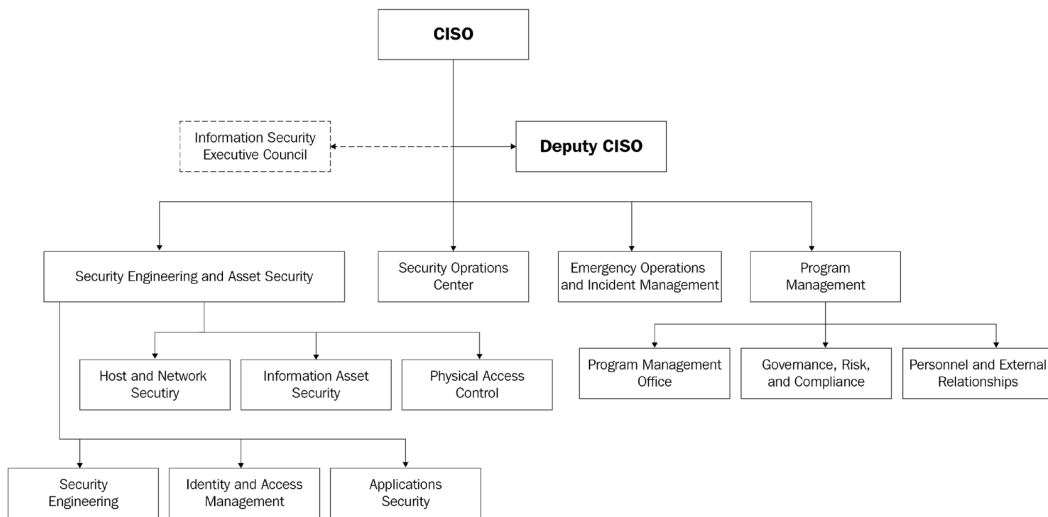 CISO
Information Security
Executive Council
Deputy CISO
Security Engineering and Asset Security
Security Oprations
Center
Emergency Operations
and Incident Management
Program
Management
Host and Network
Secutiry
Information Asset
Security
Physical Access
Control
Program Management
Office
Governance, Risk,
and Compliance
Personnel and External
Relationships
Security
Engineering
Identity and Access
Management
Applications
Security